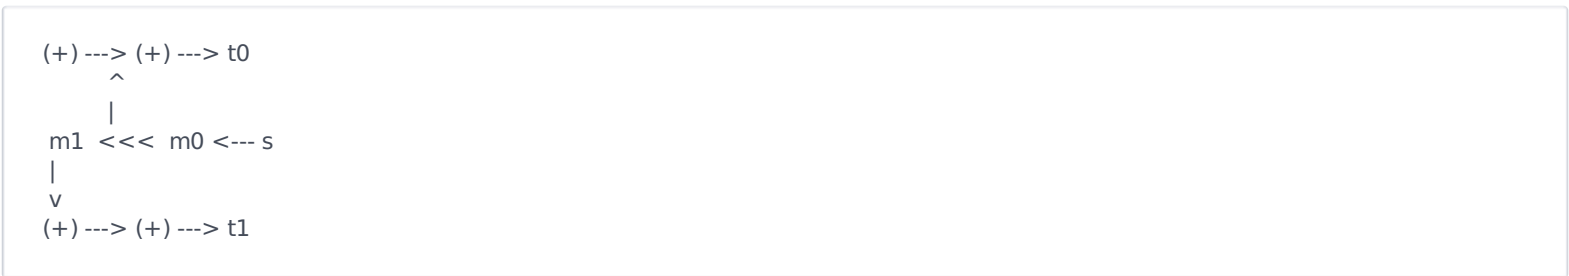 (+) ---> (+) ---> t0
^
|
m1 <<< m0 <--- s
|
v
(+) ---> (+) ---> t1